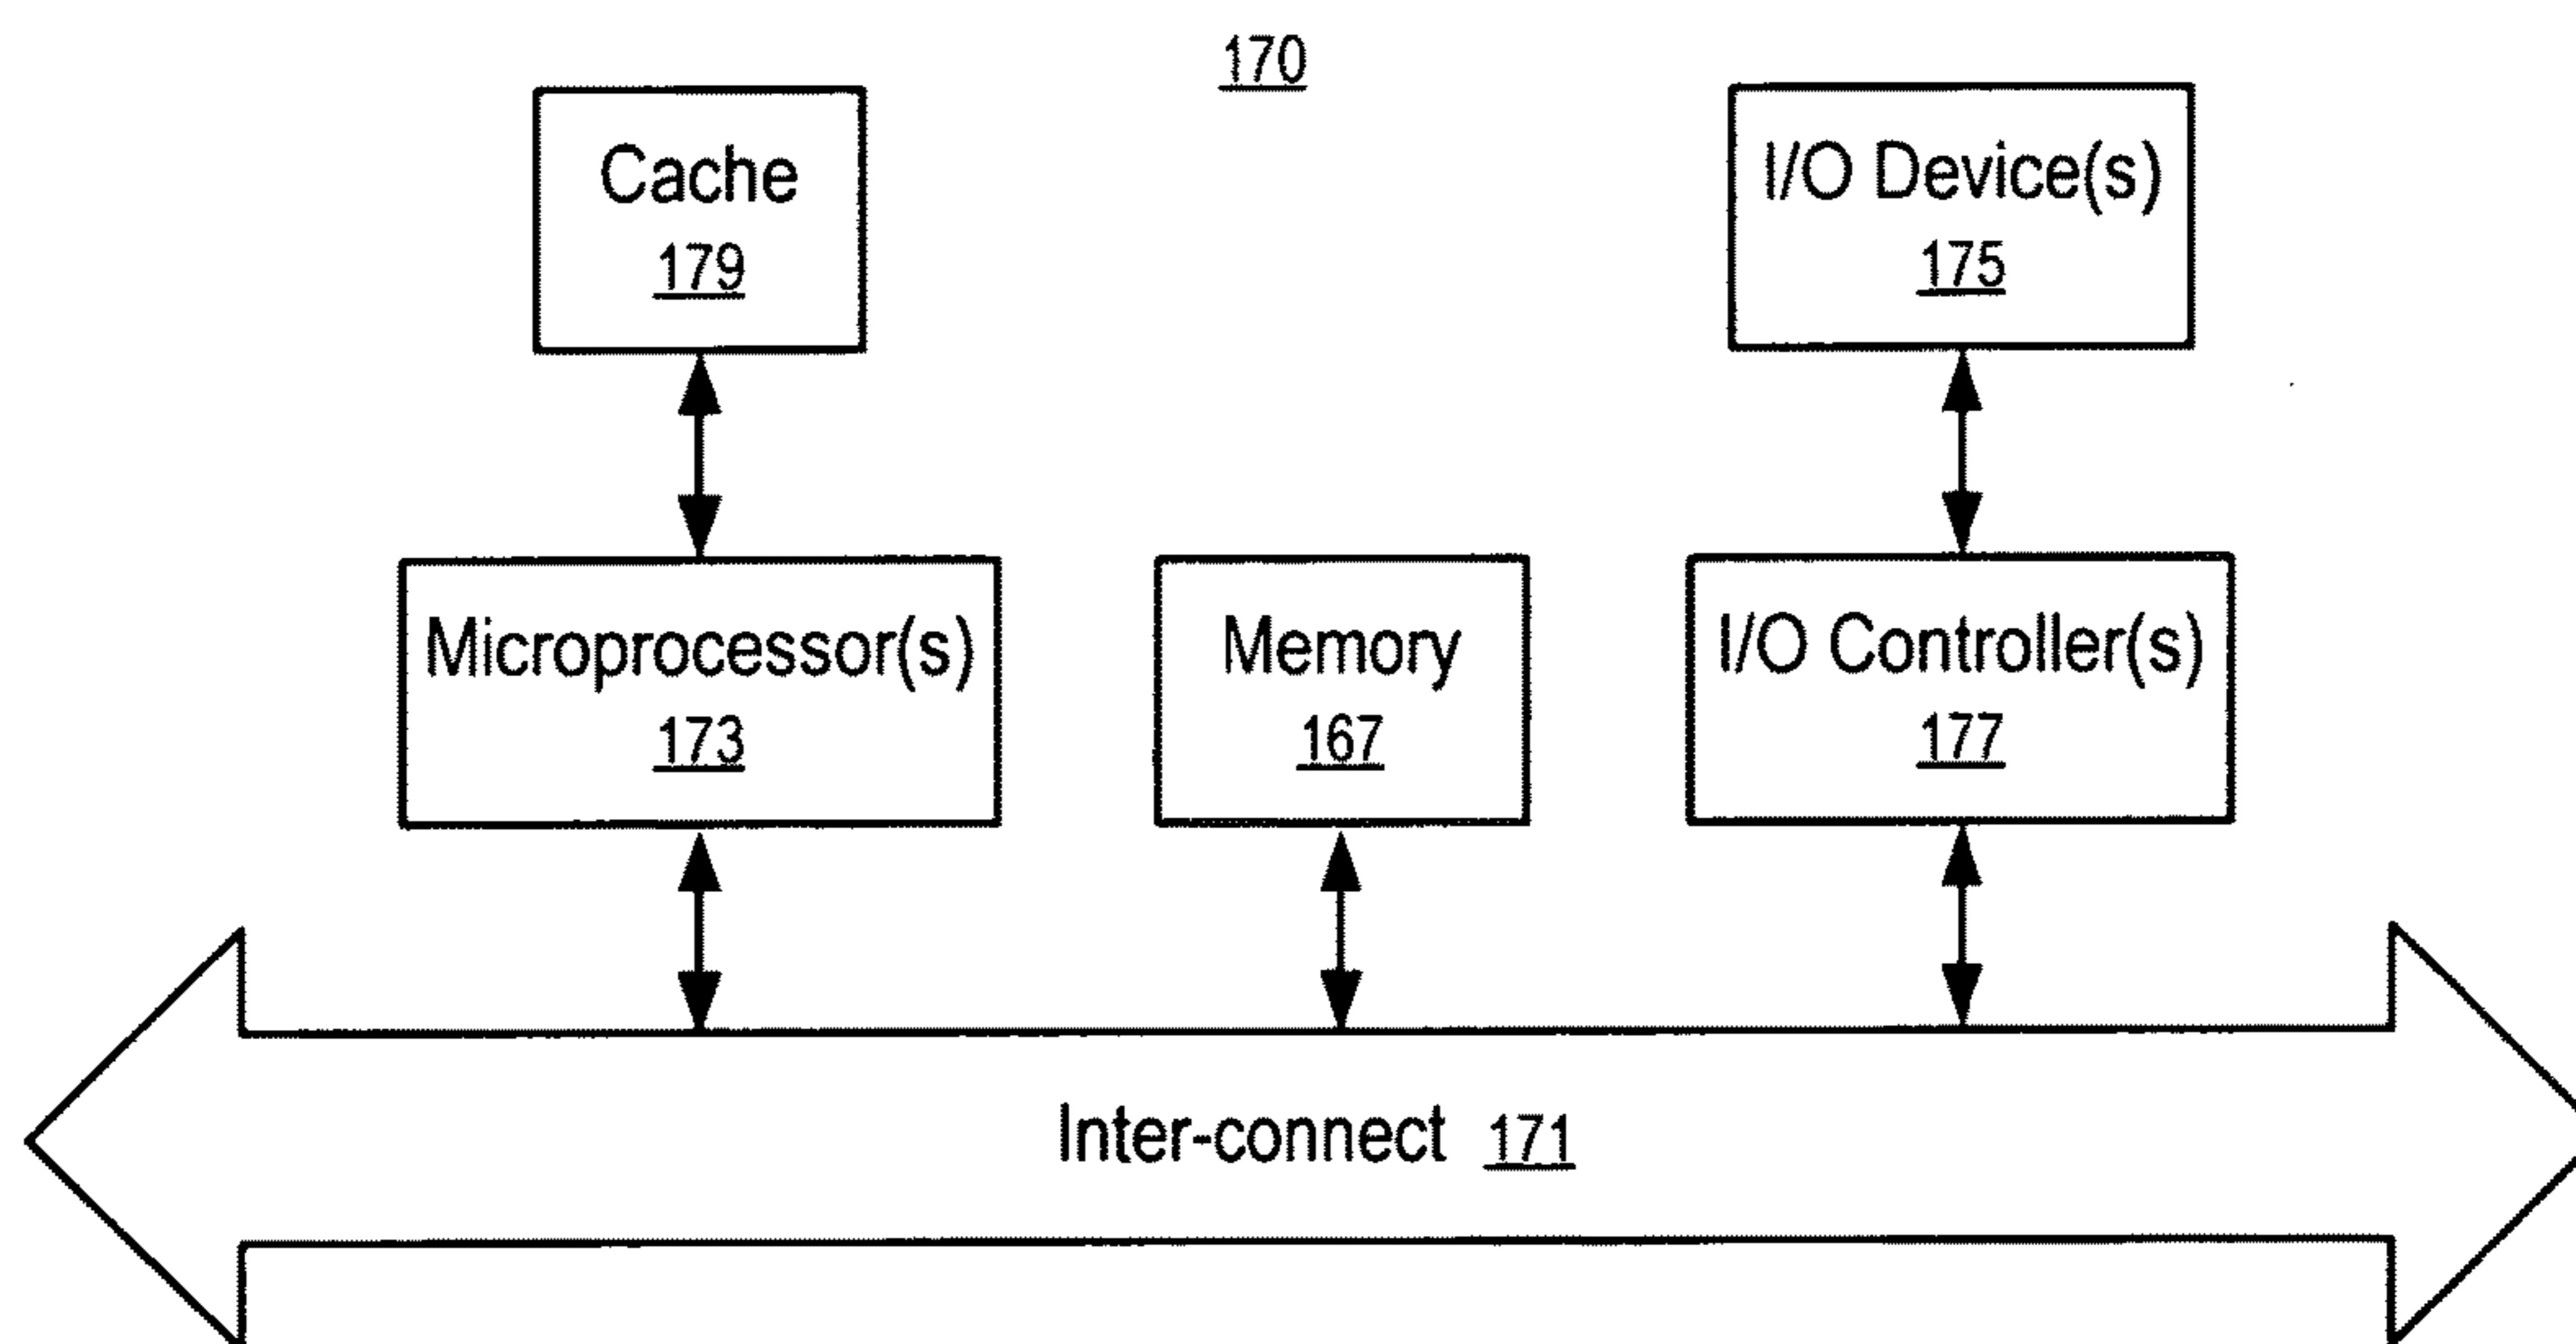 170
Cache
179
I/O Device(s)
175
Microprocessor(s)
173
Memory
167
I/O Controller(s)
177
Inter-connect 171